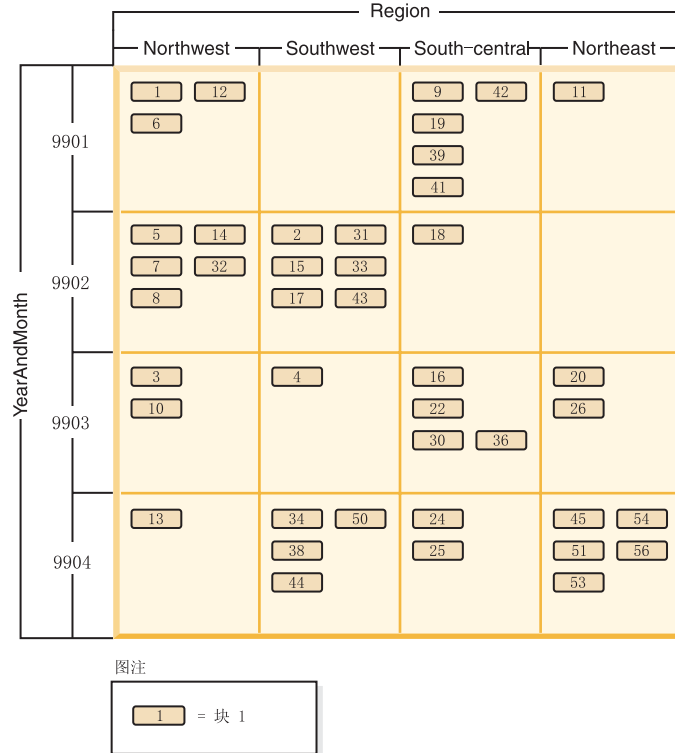 Region
Northwest Southwest South-central Northeast
YearAndMonth
9901
1 12 9 42 11
6 19
39
41
9902
5 14 2 31 18
7 32 15 33
8 17 43
9903
3 4 16 20
10 22 26
30 36
9904
13 34 50 24 45 54
38 25 51 56
44 53
图注
1 = 块 1